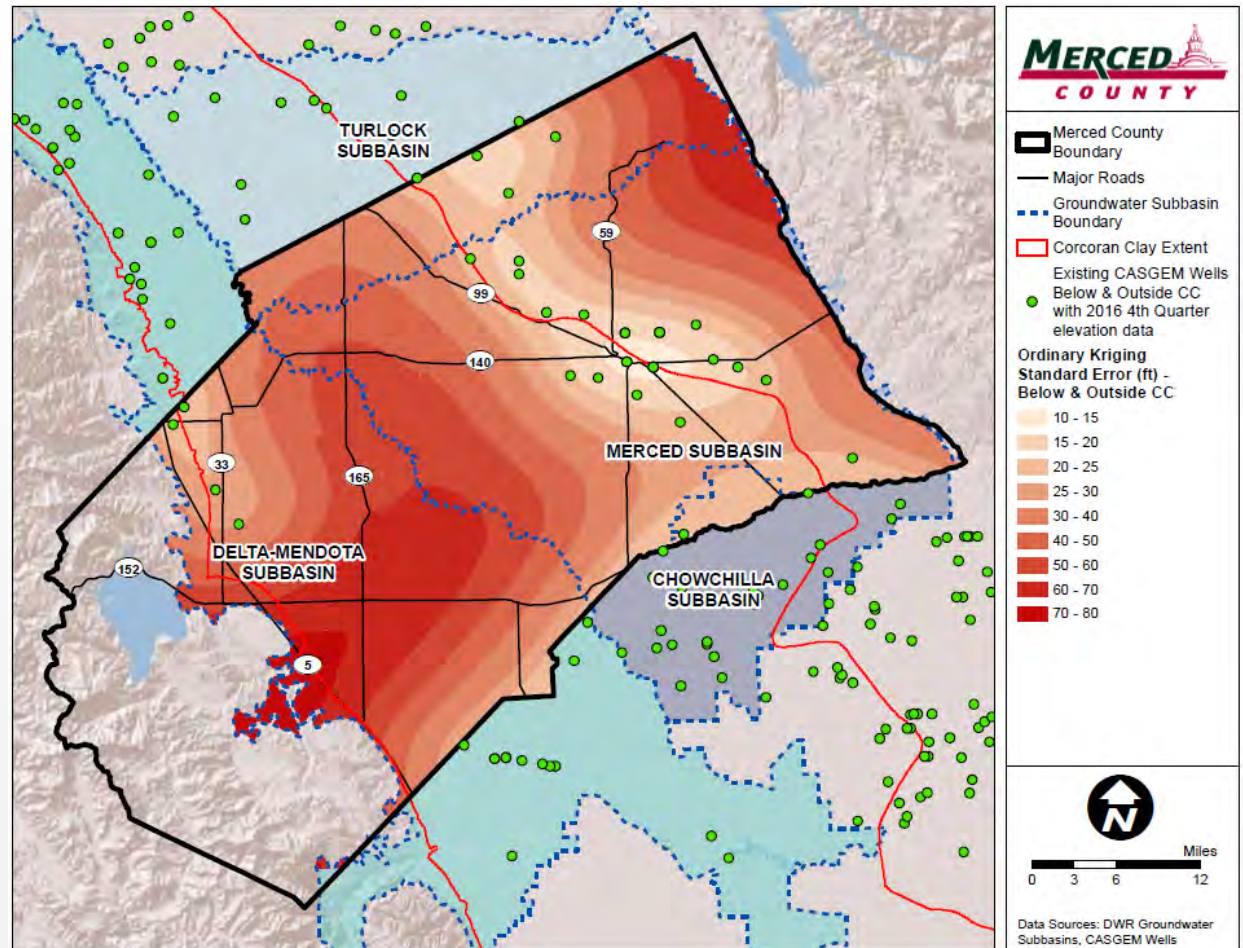 TURLOCK
SUBBASIN
59
99
140
MERCED SUBBASIN
33
165
DELTA-MENDOTA
SUBBASIN
152
CHOWCHILLA
SUBBASIN
5
MERCED
COUNTY
Merced County
Boundary
Major Roads
Groundwater Subbasin
Boundary
Corcoran Clay Extent
Existing CASGEM Wells
Below & Outside CC
with 2016 4th Quarter
elevation data
Ordinary Kriging
Standard Error (ft) -
Below & Outside CC
10 - 15
15 - 20
20 - 25
25 - 30
30 - 40
40 - 50
50 - 60
60 - 70
70 - 80
N
Miles
0 3 6 12
Data Sources: DWR Groundwater
Subbasins, CASGEM Wells